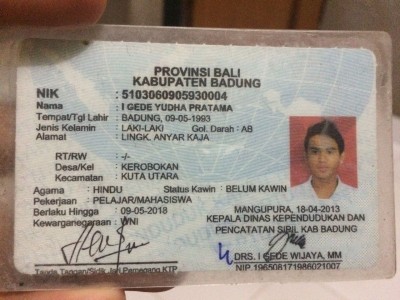 PROVINSI BALI
KABUPATEN BADUNG
NIK : 5103060905930004
Nama : I GEDE YUDHA PRATAMA
Tempat/Tgl Lahir : BADUNG, 09-05-1993
Jenis Kelamin : LAKI-LAKI Gol. Darah : AB
Alamat : LINGK. ANYAR KAJA
RT/RW : -/-
Desa/Kel : KEROBOKAN
Kecamatan : KUTA UTARA
Agama : HINDU Status Kawin : BELUM KAWIN
Pekerjaan : PELAJAR/MAHASISWA
Berlaku Hingga : 09-05-2018
Kewarganegaraan : WNI
MANGUPURA, 18-04-2013
KEPALA DINAS KEPENDUDUKAN DAN
PENCATATAN SIPIL KAB BADUNG
DRS. I GEDE WIJAYA, MM
NIP.196508171986021007
Tanda Tangan/Sidik Jari Pemegang KTP